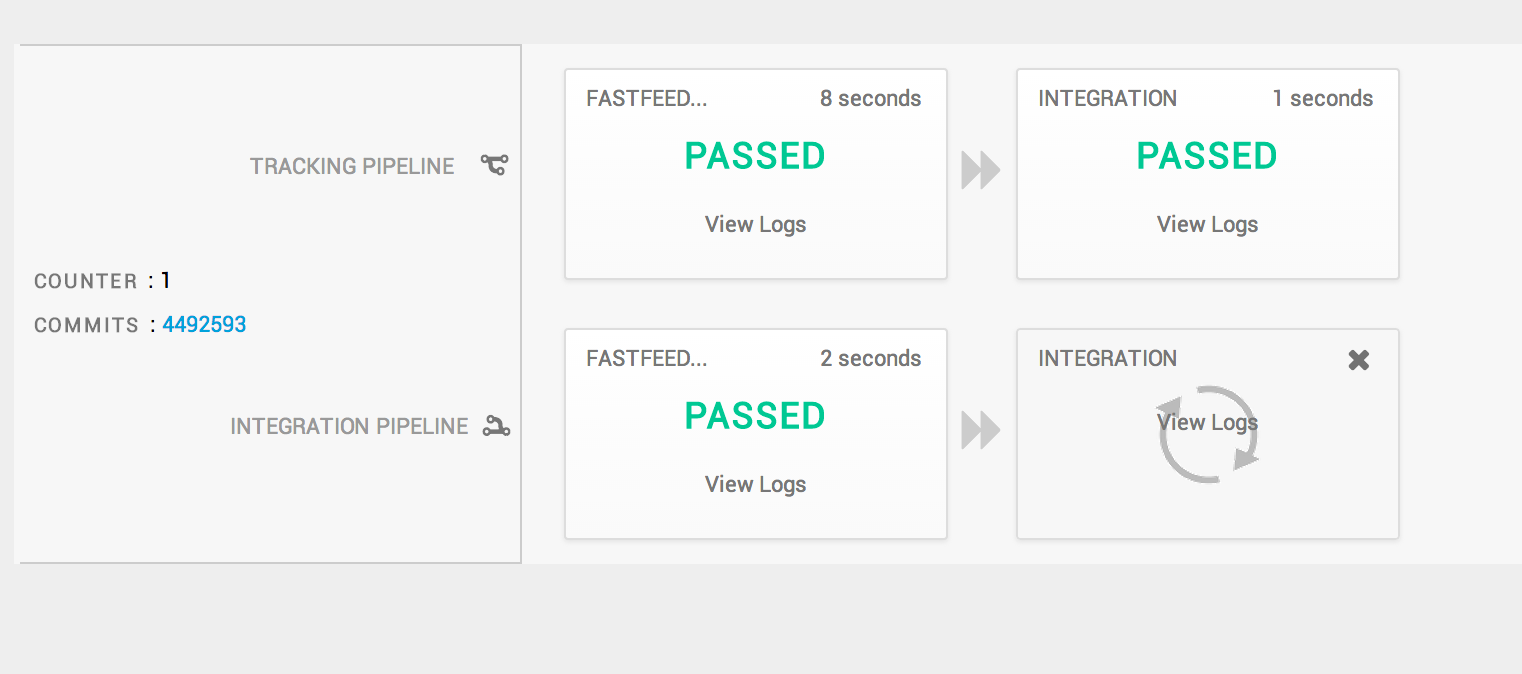 FASTFEED... 8 seconds
PASSED
View Logs
INTEGRATION 1 seconds
PASSED
View Logs
TRACKING PIPELINE
COUNTER : 1
COMMITS : 4492593
INTEGRATION PIPELINE
FASTFEED... 2 seconds
PASSED
View Logs
INTEGRATION
View Logs